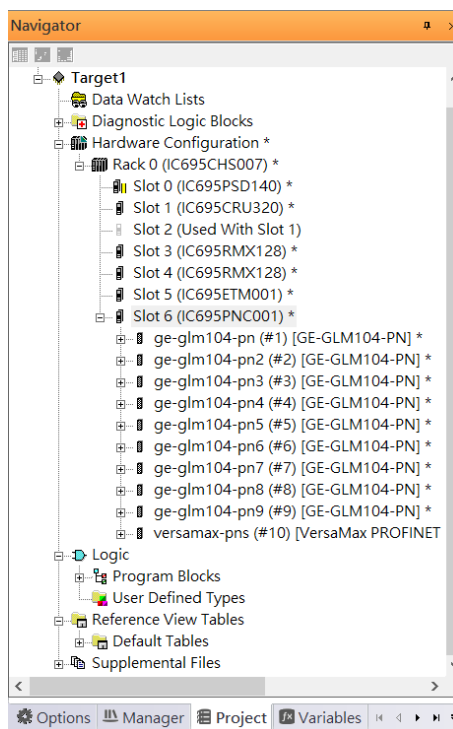 Navigator
Target1
Data Watch Lists
Diagnostic Logic Blocks
Hardware Configuration *
Rack 0 (IC695CHS007) *
Slot 0 (IC695PSD140) *
Slot 1 (IC695CRU320) *
Slot 2 (Used With Slot 1)
Slot 3 (IC695RMX128) *
Slot 4 (IC695RMX128) *
Slot 5 (IC695ETM001) *
Slot 6 (IC695PNC001) *
ge-glm104-pn (#1) [GE-GLM104-PN] *
ge-glm104-pn2 (#2) [GE-GLM104-PN] *
ge-glm104-pn3 (#3) [GE-GLM104-PN] *
ge-glm104-pn4 (#4) [GE-GLM104-PN] *
ge-glm104-pn5 (#5) [GE-GLM104-PN] *
ge-glm104-pn6 (#6) [GE-GLM104-PN] *
ge-glm104-pn7 (#7) [GE-GLM104-PN] *
ge-glm104-pn8 (#8) [GE-GLM104-PN] *
ge-glm104-pn9 (#9) [GE-GLM104-PN] *
versamax-pns (#10) [VersaMax PROFINET
Logic
Program Blocks
User Defined Types
Reference View Tables
Default Tables
Supplemental Files
Options Manager Project Variables